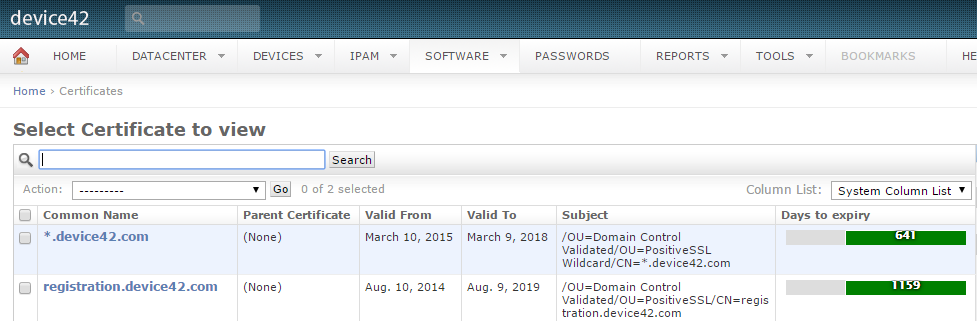 device42
HOME DATACENTER DEVICES IPAM SOFTWARE PASSWORDS REPORTS TOOLS BOOKMARKS HE
Home › Certificates
Select Certificate to view
Search
Action: --------- Go 0 of 2 selected Column List: System Column List
Common Name Parent Certificate Valid From Valid To Subject Days to expiry
*.device42.com (None) March 10, 2015 March 9, 2018 /OU=Domain Control 641
Validated/OU=PositiveSSL
Wildcard/CN=*.device42.com
registration.device42.com (None) Aug. 10, 2014 Aug. 9, 2019 /OU=Domain Control 1159
Validated/OU=PositiveSSL/CN=regis
tration.device42.com